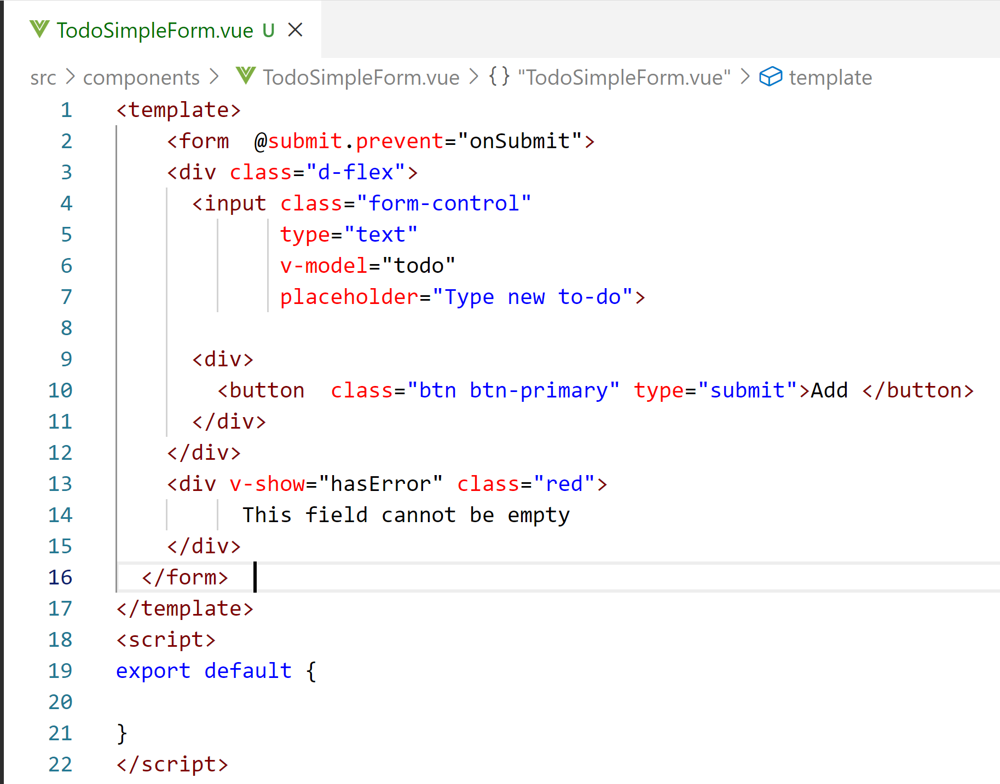 TodoSimpleForm.vue U
src > components > TodoSimpleForm.vue > {} "TodoSimpleForm.vue" > template
1 <template>
2     <form  @submit.prevent="onSubmit">
3     <div class="d-flex">
4       <input class="form-control"
5              type="text"
6              v-model="todo"
7              placeholder="Type new to-do">
8
9       <div>
10         <button  class="btn btn-primary" type="submit">Add </button>
11       </div>
12     </div>
13     <div v-show="hasError" class="red">
14           This field cannot be empty
15     </div>
16   </form>
17 </template>
18 <script>
19 export default {
20
21 }
22 </script>